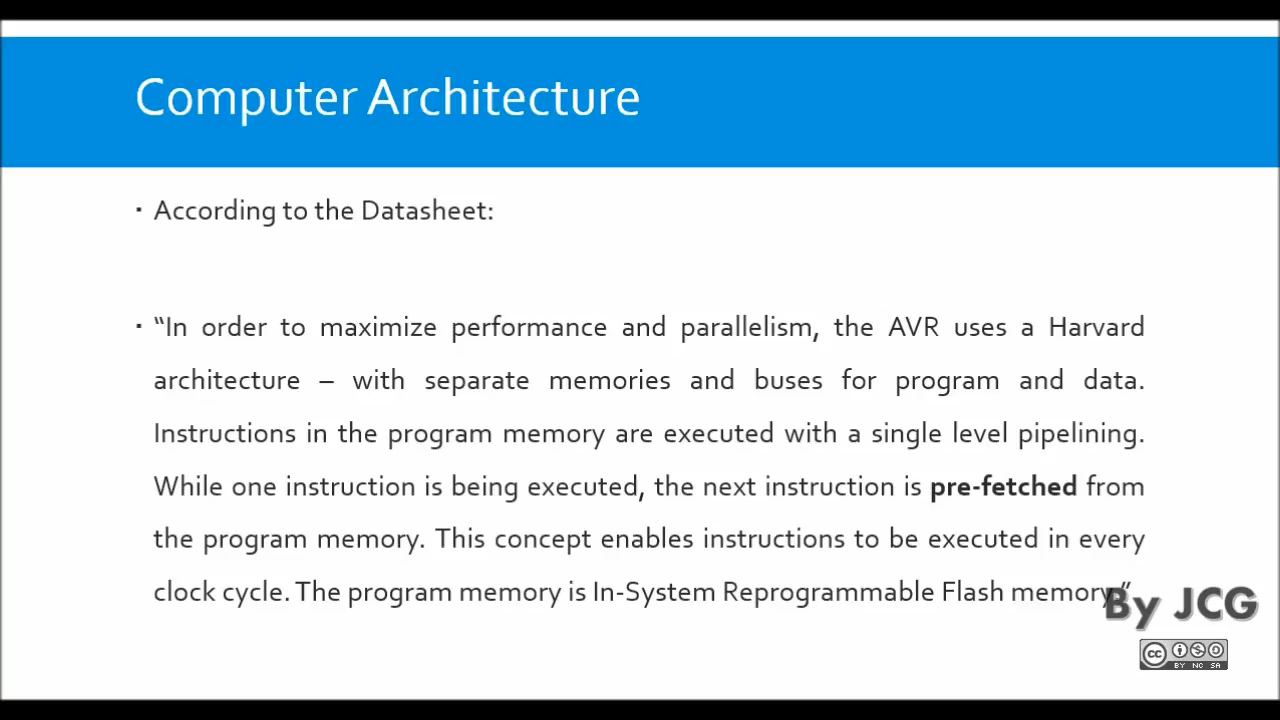 Computer Architecture
▪ According to the Datasheet:
▪ “In order to maximize performance and parallelism, the AVR uses a Harvard
architecture – with separate memories and buses for program and data.
Instructions in the program memory are executed with a single level pipelining.
While one instruction is being executed, the next instruction is pre-fetched from
the program memory. This concept enables instructions to be executed in every
clock cycle. The program memory is In-System Reprogrammable Flash memory.”
By JCG
cc
BY NC SA